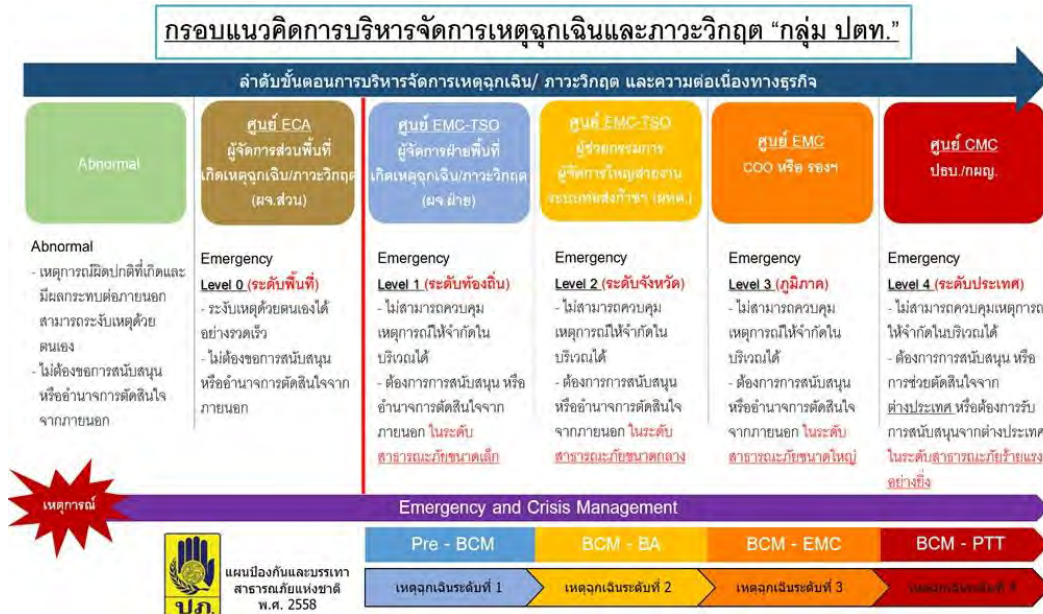 กรอบแนวคิดการบริหารจัดการเหตุฉุกเฉินและภาวะวิกฤต “กลุ่ม ปตท.”
ลำดับขั้นตอนการบริหารจัดการเหตุฉุกเฉิน/ ภาวะวิกฤต และความต่อเนื่องทางธุรกิจ
Abnormal
ศูนย์ ECA
ผู้จัดการส่วนพื้นที่
เกิดเหตุฉุกเฉิน/ภาวะวิกฤต
(ผจ.ส่วน)
ศูนย์ EMC-TSO
ผู้จัดการฝ่ายพื้นที่
เกิดเหตุฉุกเฉิน/ภาวะวิกฤต
(ผจ.ฝ่าย)
ศูนย์ EMC-TSO
ผู้ช่วยกรรมการ
ผู้จัดการใหญ่สายงาน
ระบบท่อส่งก๊าซฯ (ผทต.)
ศูนย์ EMC
COO หรือ รองฯ
ศูนย์ CMC
ปธบ./กผญ.
Abnormal
- เหตุการณ์ผิดปกติที่เกิดและ
มีผลกระทบต่อภายนอก
สามารถระงับเหตุด้วย
ตนเอง
- ไม่ต้องขอการสนับสนุน
หรืออำนาจการตัดสินใจ
จากภายนอก
Emergency
Level 0 (ระดับพื้นที่)
- ระงับเหตุด้วยตนเองได้
อย่างรวดเร็ว
- ไม่ต้องขอการสนับสนุน
หรืออำนาจการตัดสินใจจาก
ภายนอก
Emergency
Level 1 (ระดับท้องถิ่น)
- ไม่สามารถควบคุม
เหตุการณ์ให้จำกัดใน
บริเวณได้
- ต้องการการสนับสนุน หรือ
อำนาจการตัดสินใจจาก
ภายนอก ในระดับ
สาธารณะภัยขนาดเล็ก
Emergency
Level 2 (ระดับจังหวัด)
- ไม่สามารถควบคุม
เหตุการณ์ให้จำกัดใน
บริเวณได้
- ต้องการการสนับสนุน
หรืออำนาจการตัดสินใจ
จากภายนอก ในระดับ
สาธารณะภัยขนาดกลาง
Emergency
Level 3 (ภูมิภาค)
- ไม่สามารถควบคุม
เหตุการณ์ให้จำกัดใน
บริเวณได้
- ต้องการการสนับสนุน
หรืออำนาจการตัดสินใจ
จากภายนอก ในระดับ
สาธารณะภัยขนาดใหญ่
Emergency
Level 4 (ระดับประเทศ)
- ไม่สามารถควบคุมเหตุการณ์
ให้จำกัดในบริเวณได้
- ต้องการการสนับสนุน หรือ
การช่วยตัดสินใจจาก
ต่างประเทศ หรือต้องการรับ
การสนับสนุนจากต่างประเทศ
ในระดับสาธารณะภัยร้ายแรง
อย่างยิ่ง
เหตุการณ์
Emergency and Crisis Management
Pre - BCM
BCM - BA
BCM - EMC
BCM - PTT
ปภ.
แผนป้องกันและบรรเทา
สาธารณภัยแห่งชาติ
พ.ศ. 2558
เหตุฉุกเฉินระดับที่ 1
เหตุฉุกเฉินระดับที่ 2
เหตุฉุกเฉินระดับที่ 3
เหตุฉุกเฉินระดับที่ 4